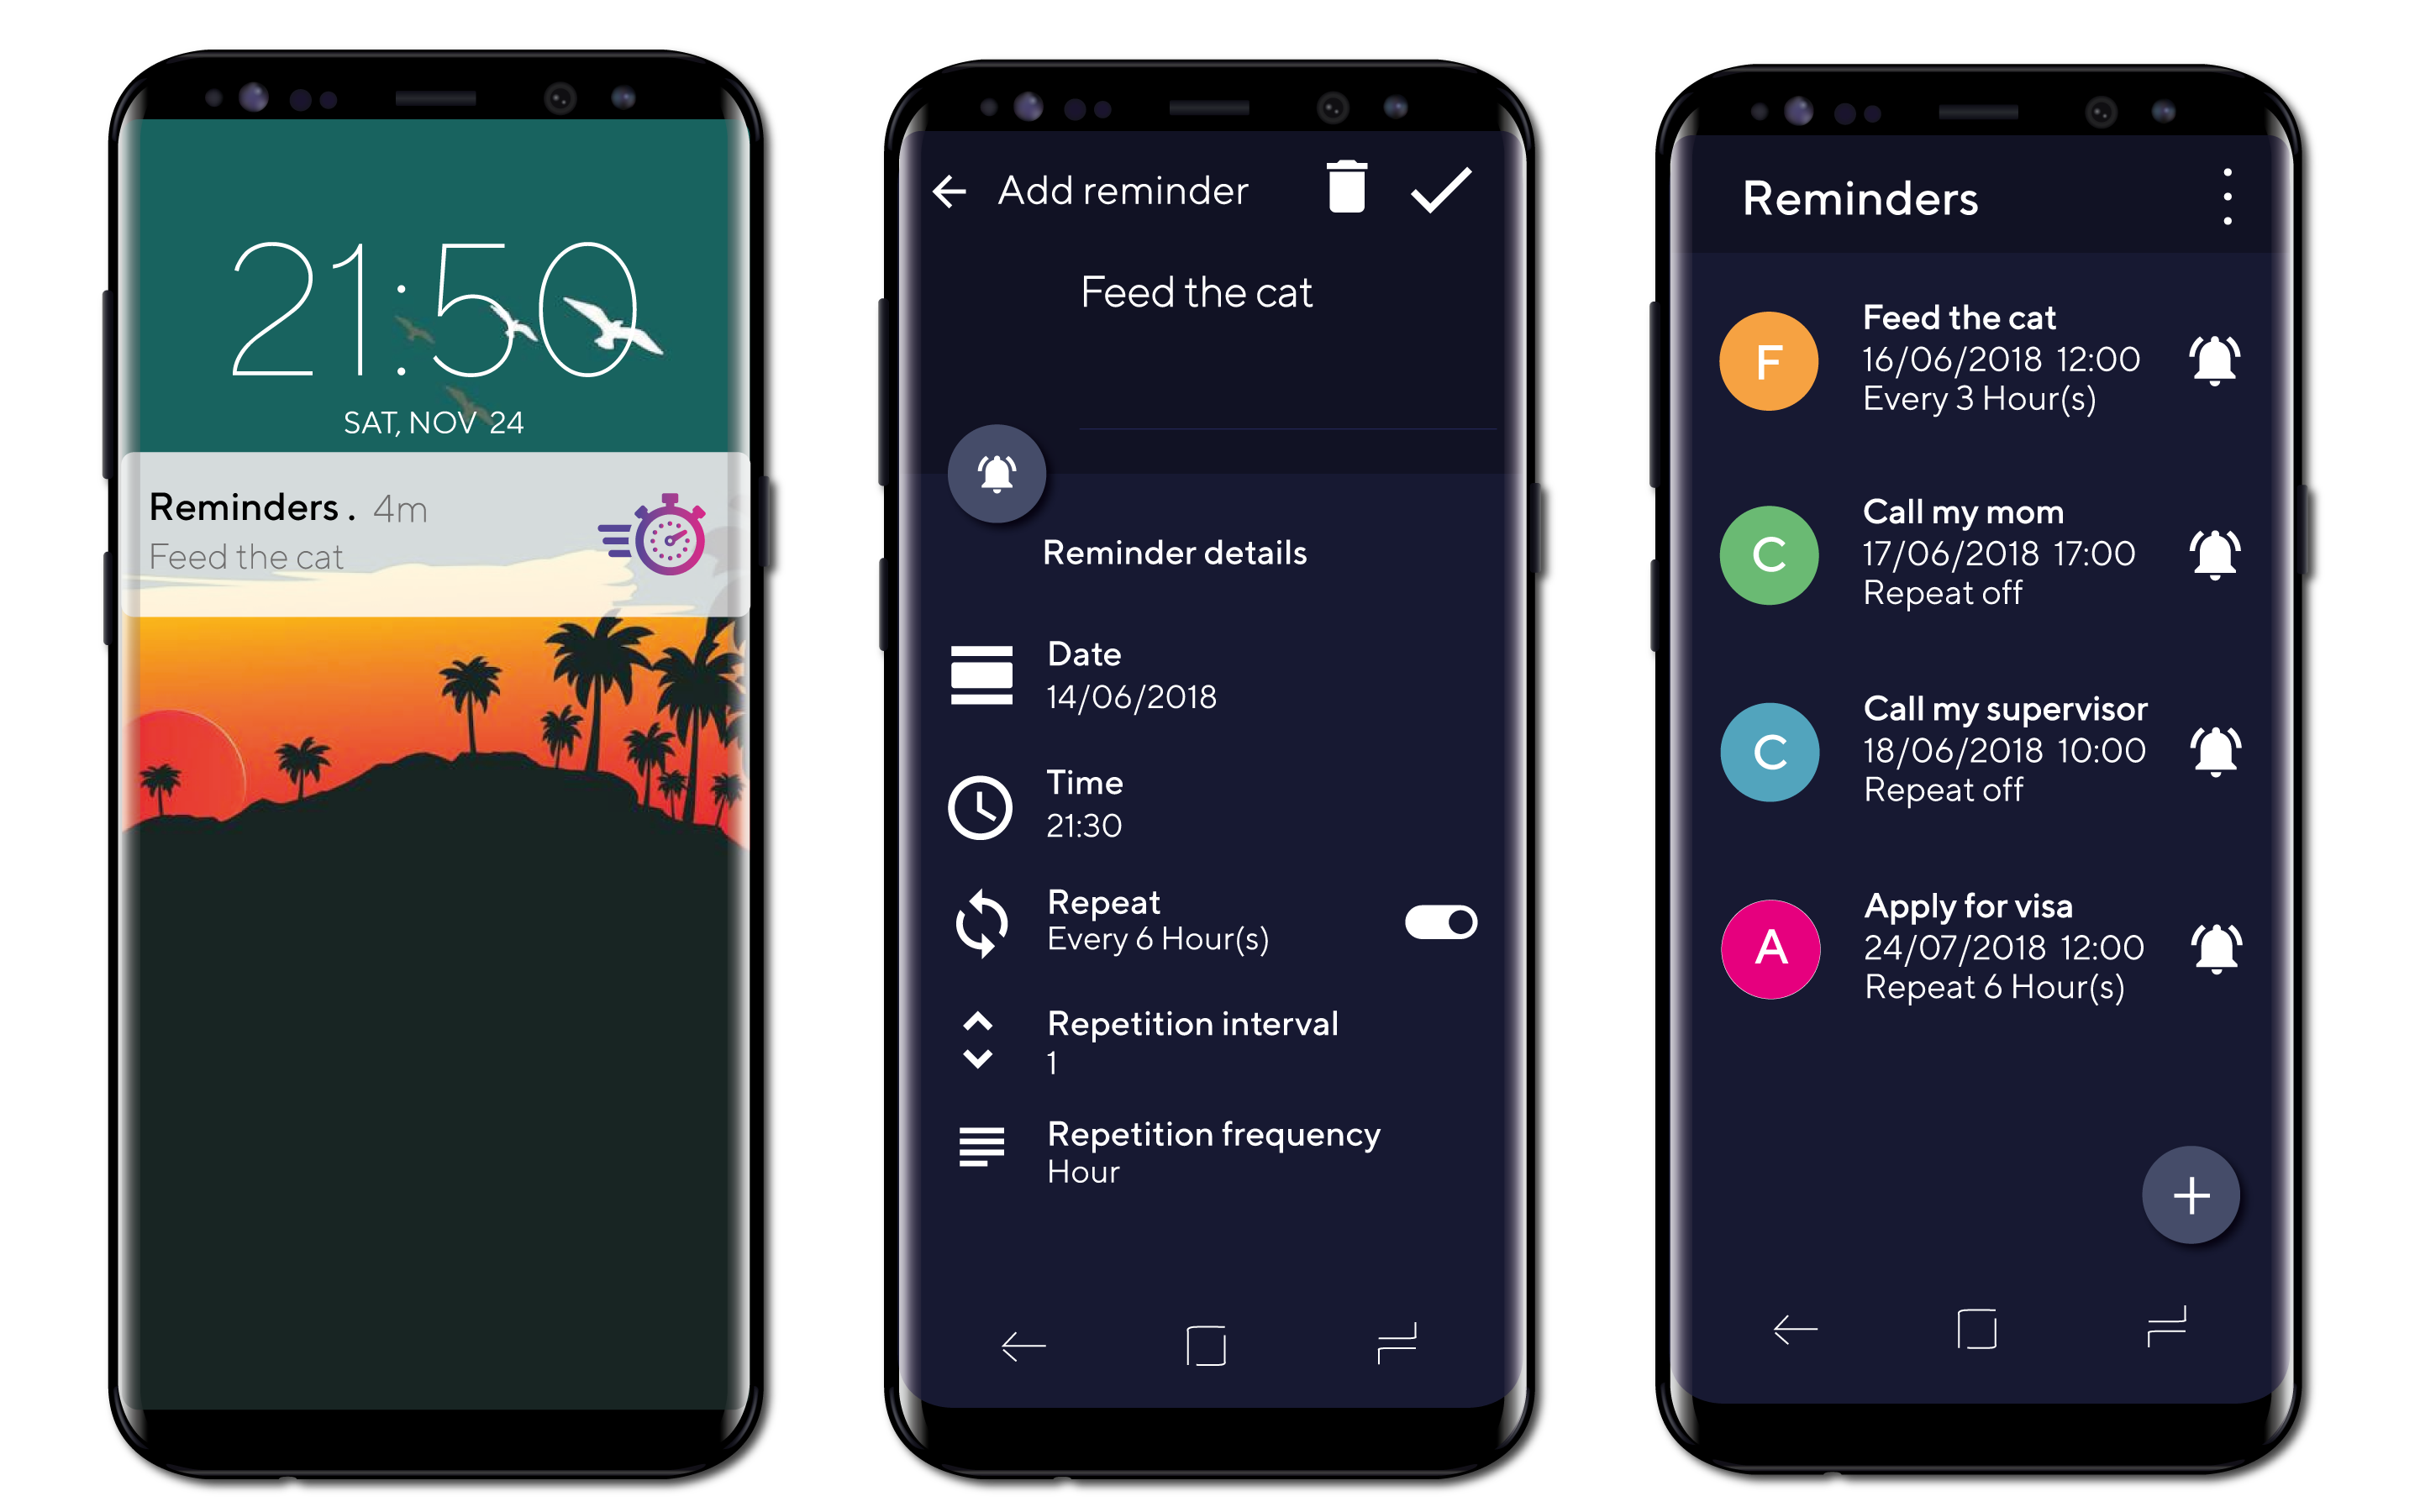 21:50
SAT, NOV 24
Reminders . 4m
Feed the cat
Add reminder
Feed the cat
Reminder details
Date
14/06/2018
Time
21:30
Repeat
Every 6 Hour(s)
Repetition interval
1
Repetition frequency
Hour
Reminders
F
Feed the cat
16/06/2018 12:00
Every 3 Hour(s)
C
Call my mom
17/06/2018 17:00
Repeat off
C
Call my supervisor
18/06/2018 10:00
Repeat off
A
Apply for visa
24/07/2018 12:00
Repeat 6 Hour(s)